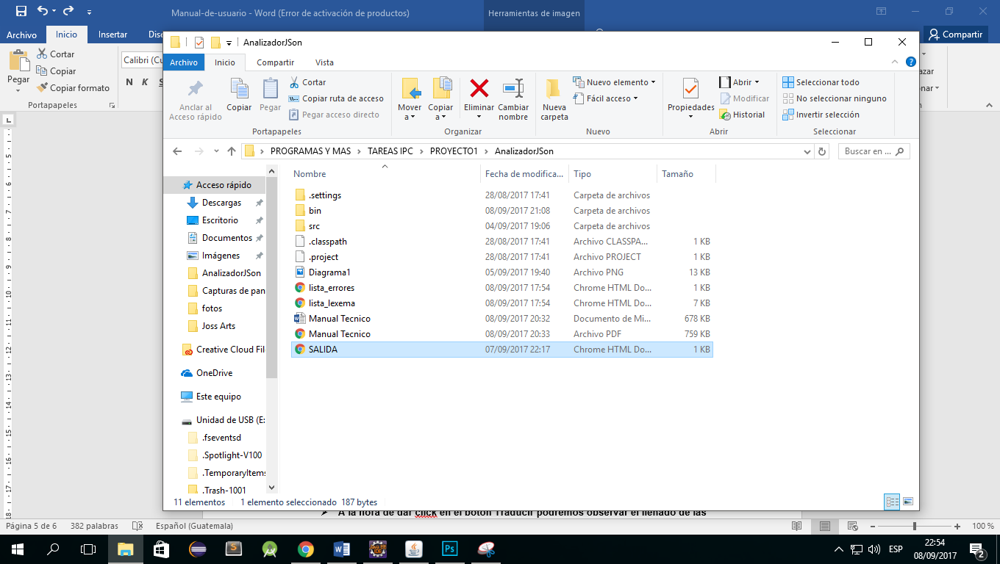 Manual-de-usuario - Word (Error de activación de productos)
Herramientas de imagen
Archivo Inicio Insertar
Compartir
Pegar
Cortar
Copiar
Copiar formato
Portapapeles
N K S
AnalizadorJSon
Archivo Inicio Compartir Vista
Anclar al Acceso rápido
Copiar
Pegar
Cortar
Copiar ruta de acceso
Pegar acceso directo
Portapapeles
Mover a
Copiar a
Eliminar
Cambiar nombre
Organizar
Nueva carpeta
Nuevo elemento
Fácil acceso
Nuevo
Propiedades
Abrir
Modificar
Historial
Abrir
Seleccionar todo
No seleccionar ninguno
Invertir selección
Seleccionar
PROGRAMAS Y MAS > TAREAS IPC > PROYECTO1 > AnalizadorJSon
Buscar en ...
Acceso rápido
Descargas
Escritorio
Documentos
Imágenes
AnalizadorJSon
Capturas de pan
fotos
Joss Arts
Creative Cloud Fil
OneDrive
Este equipo
Unidad de USB (E:
.fseventsd
.Spotlight-V100
.TemporaryItems
.Trash-1001
Nombre Fecha de modifica... Tipo Tamaño
.settings 28/08/2017 17:41 Carpeta de archivos
bin 08/09/2017 21:08 Carpeta de archivos
src 04/09/2017 19:06 Carpeta de archivos
.classpath 28/08/2017 17:41 Archivo CLASSPA... 1 KB
.project 28/08/2017 17:41 Archivo PROJECT 1 KB
Diagrama1 05/09/2017 19:40 Archivo PNG 13 KB
lista_errores 08/09/2017 17:54 Chrome HTML Do... 1 KB
lista_lexema 08/09/2017 17:54 Chrome HTML Do... 7 KB
Manual Tecnico 08/09/2017 20:32 Documento de Mi... 678 KB
Manual Tecnico 08/09/2017 20:33 Archivo PDF 759 KB
SALIDA 07/09/2017 22:17 Chrome HTML Do... 1 KB
11 elementos 1 elemento seleccionado 187 bytes
A la hora de dar click en el botón Traducir podremos observar el llenado de las
Página 5 de 6 382 palabras Español (Guatemala) 100 %
ESP
22:54
08/09/2017
2